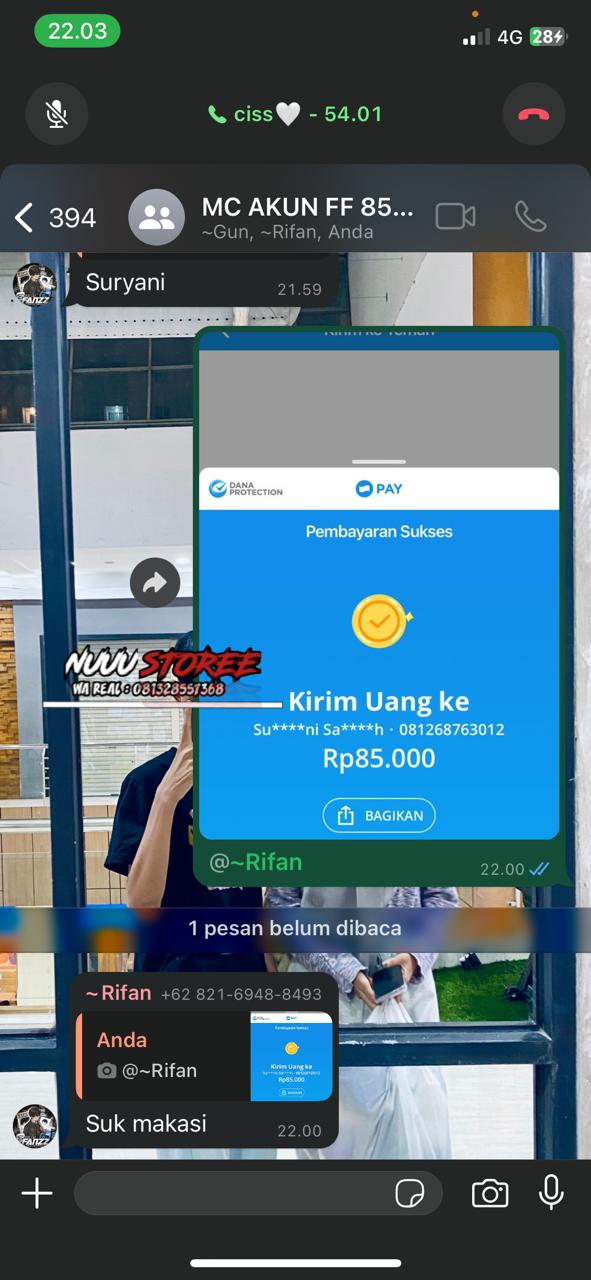 22.03
4G
28
ciss🤍 - 54.01
394
MC AKUN FF 85...
~Gun, ~Rifan, Anda
Suryani
21.59
FANZZ
Kirim ke Teman
DANA PROTECTION
PAY
Pembayaran Sukses
NUUU STOREE
WA REAL : 081328557368
Kirim Uang ke
Su****ni Sa****h · 081268763012
Rp85.000
BAGIKAN
@~Rifan
22.00
1 pesan belum dibaca
~Rifan +62 821-6948-8493
Anda
@~Rifan
Pembayaran Sukses
Kirim Uang ke
Rp85.000
Suk makasi
22.00
FANZZ